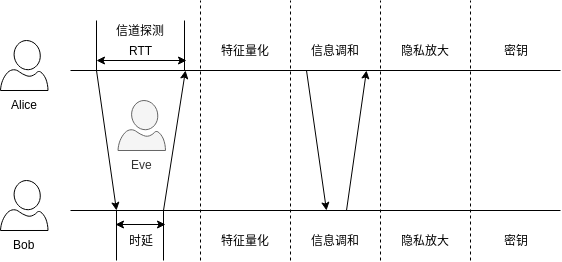 信道探测
RTT
特征量化
信息调和
隐私放大
密钥
Alice
Eve
Bob
时延
特征量化
信息调和
隐私放大
密钥